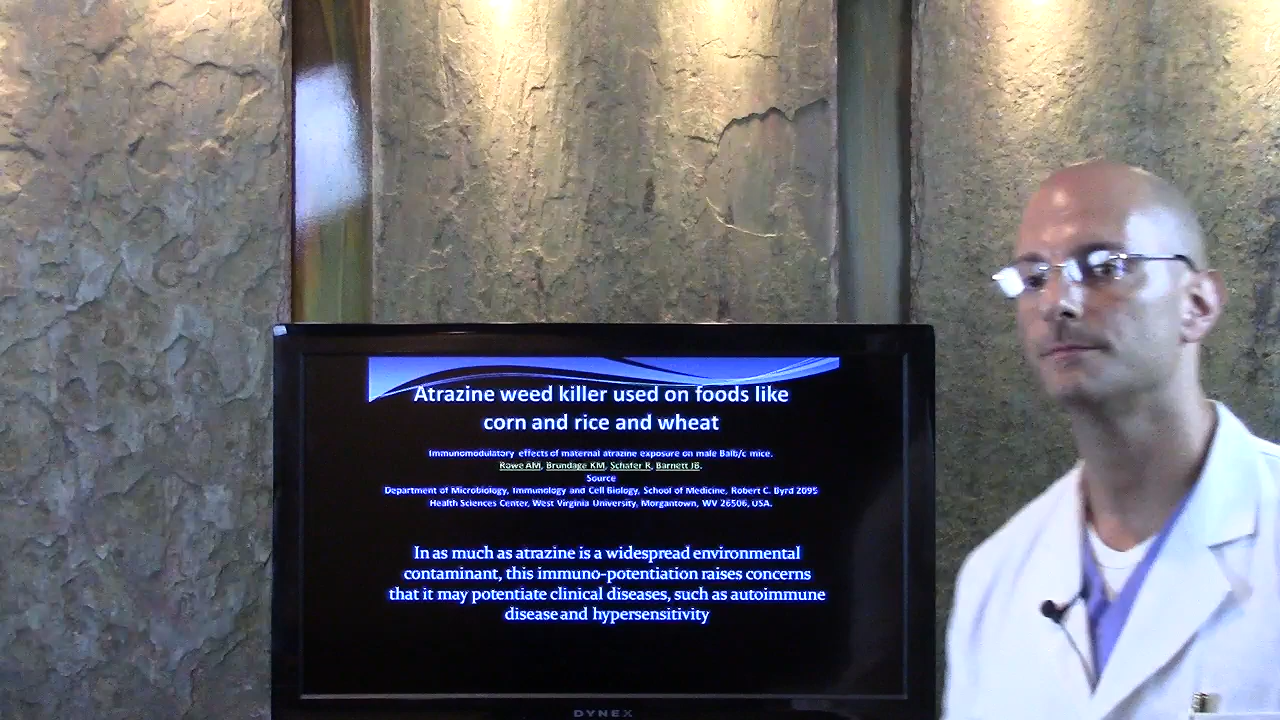 Atrazine weed killer used on foods like
corn and rice and wheat
Immunomodulatory effects of maternal atrazine exposure on male Balb/c mice.
Rowe AM, Brundage KM, Schafer R, Barnett JB.
Source
Department of Microbiology, Immunology and Cell Biology, School of Medicine, Robert C. Byrd 2095
Health Sciences Center, West Virginia University, Morgantown, WV 26506, USA.
In as much as atrazine is a widespread environmental
contaminant, this immuno-potentiation raises concerns
that it may potentiate clinical diseases, such as autoimmune
disease and hypersensitivity
DYNEX